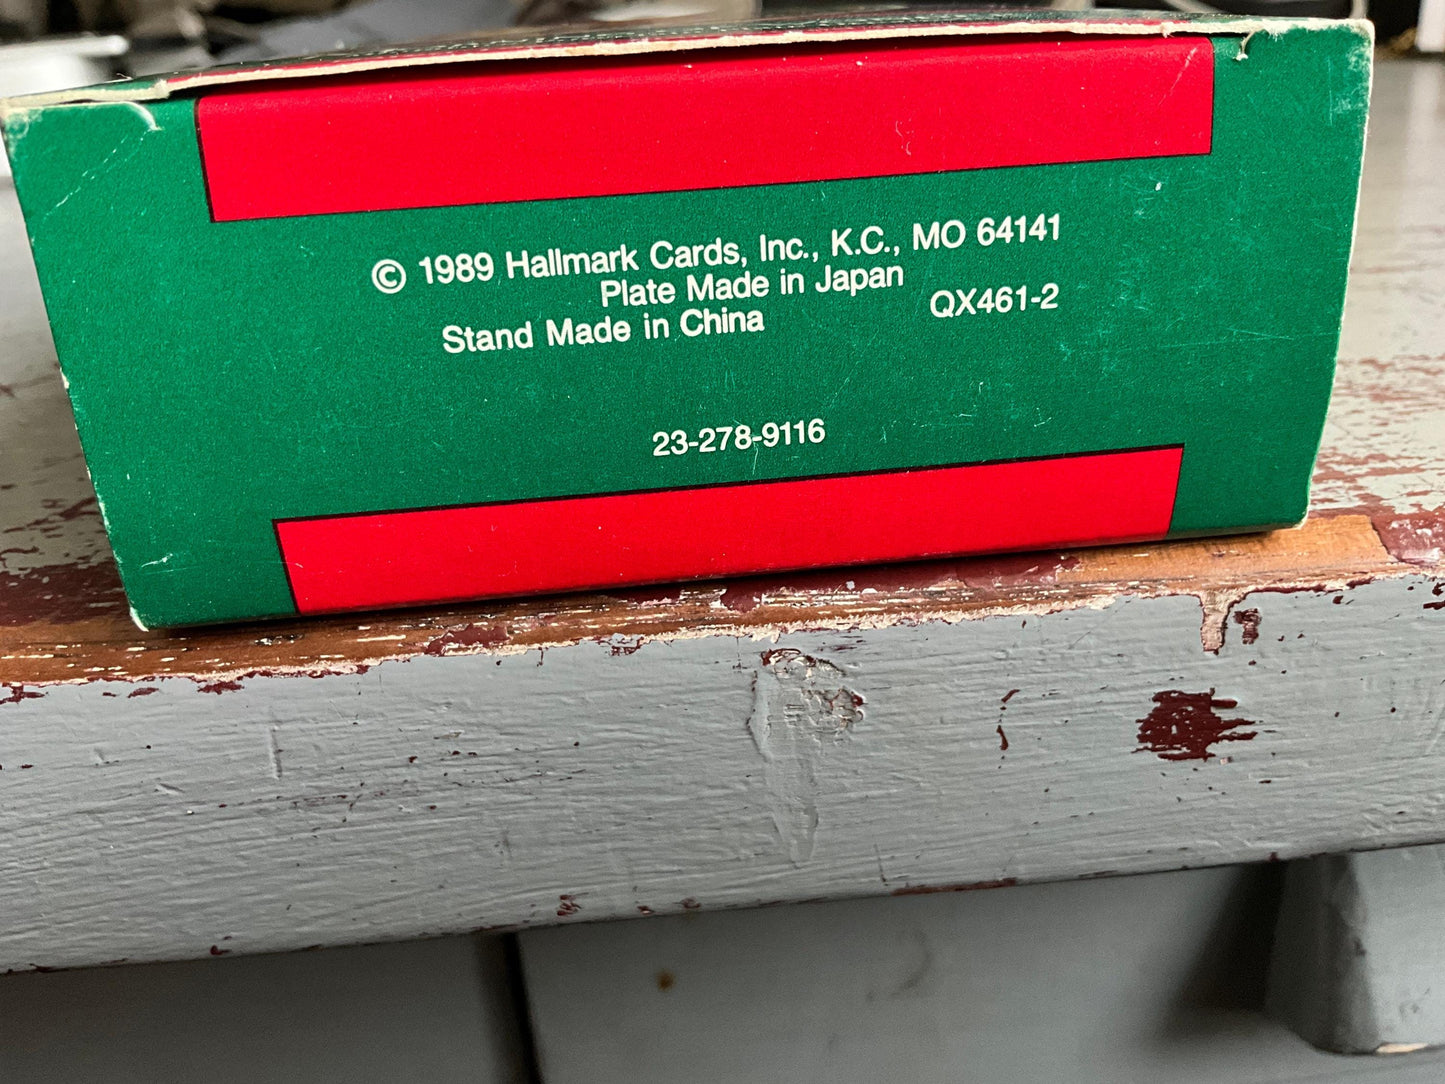 © 1989 Hallmark Cards, Inc., K.C., MO 64141
Plate Made in Japan
Stand Made in China QX461-2
23-278-9116